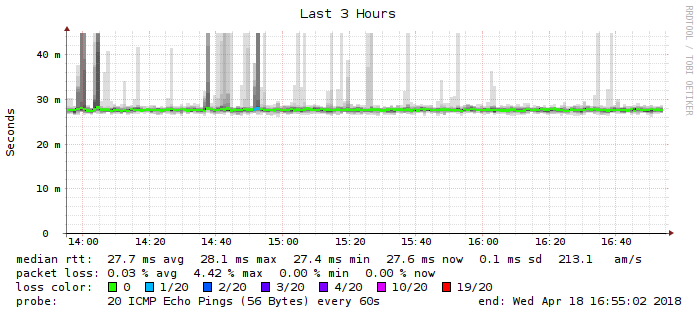 Last 3 Hours
RRDTOOL / TOBI OETIKER
Seconds
40 m
30 m
20 m
10 m
0
14:00 14:20 14:40 15:00 15:20 15:40 16:00 16:20 16:40
median rtt: 27.7 ms avg 28.1 ms max 27.4 ms min 27.6 ms now 0.1 ms sd 213.1 am/s
packet loss: 0.03 % avg 4.42 % max 0.00 % min 0.00 % now
loss color: 0 1/20 2/20 3/20 4/20 10/20 19/20
probe: 20 ICMP Echo Pings (56 Bytes) every 60s end: Wed Apr 18 16:55:02 2018